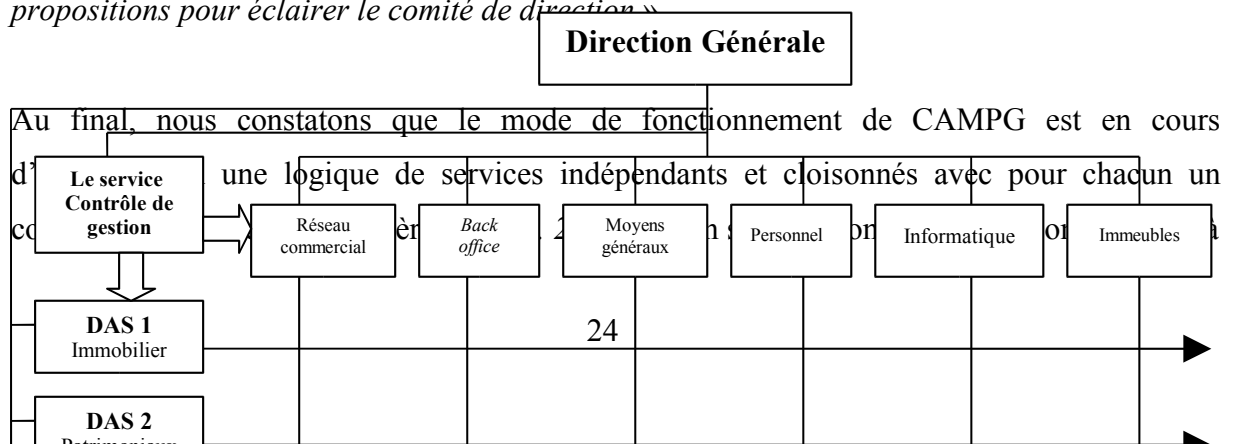 propositions pour éclairer le comité de direction »
Direction Générale
Au final, nous constatons que le mode de fonctionnement de CAMPG est en cours
d’ une logique de services indépendants et cloisonnés avec pour chacun un
Le service
Contrôle de
gestion
Réseau
commercial
Back
office
Moyens
généraux
Personnel
Informatique
Immeubles
à
24
DAS 1
Immobilier
DAS 2
Patrimoniaux